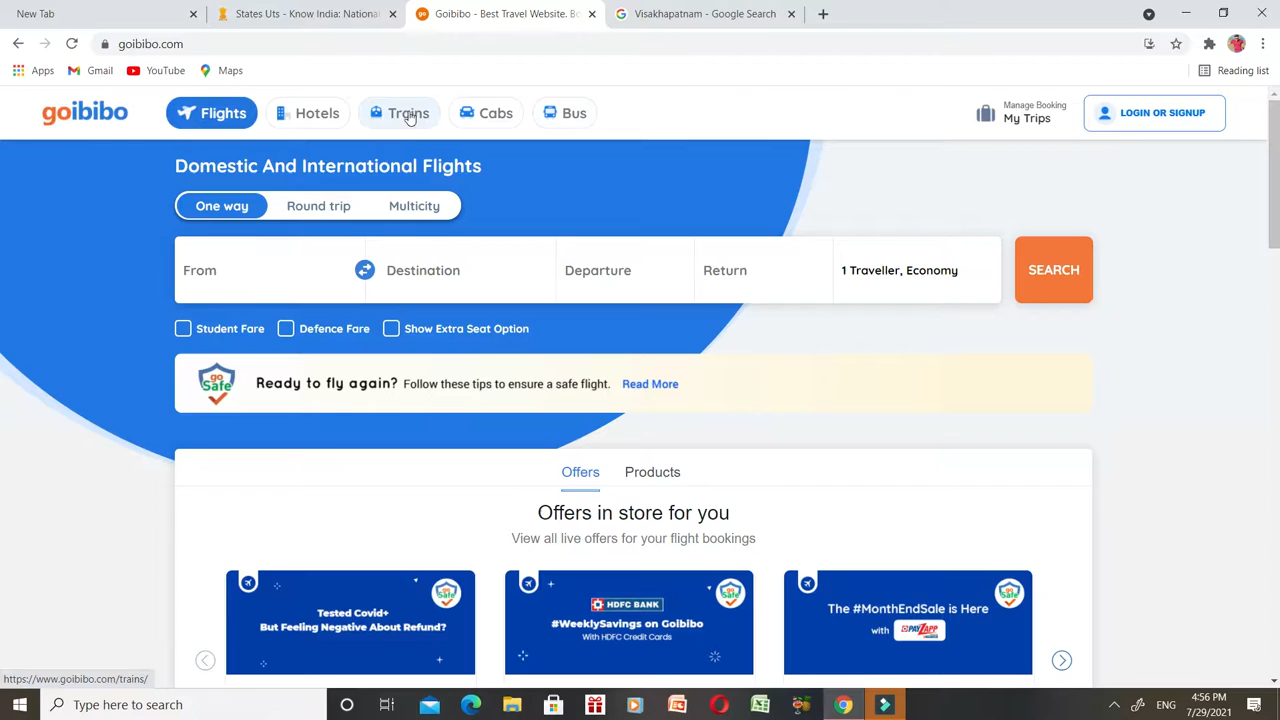 New Tab
States Uts - Know India: National
Goibibo - Best Travel Website. Bo
Visakhapatnam - Google Search
goibibo.com
Apps
Gmail
YouTube
Maps
Reading list
goibibo
Flights
Hotels
Trains
Cabs
Bus
Manage Booking
My Trips
LOGIN OR SIGNUP
Domestic And International Flights
One way
Round trip
Multicity
From
Destination
Departure
Return
1 Traveller, Economy
SEARCH
Student Fare
Defence Fare
Show Extra Seat Option
go Safe
Ready to fly again? Follow these tips to ensure a safe flight. Read More
Offers
Products
Offers in store for you
View all live offers for your flight bookings
Tested Covid+
But Feeling Negative About Refund?
HDFC BANK
#WeeklySavings on Goibibo
With HDFC Credit Cards
The #MonthEndSale is Here
with PAYZAPP
https://www.goibibo.com/trains/
Type here to search
4:56 PM
7/29/2021